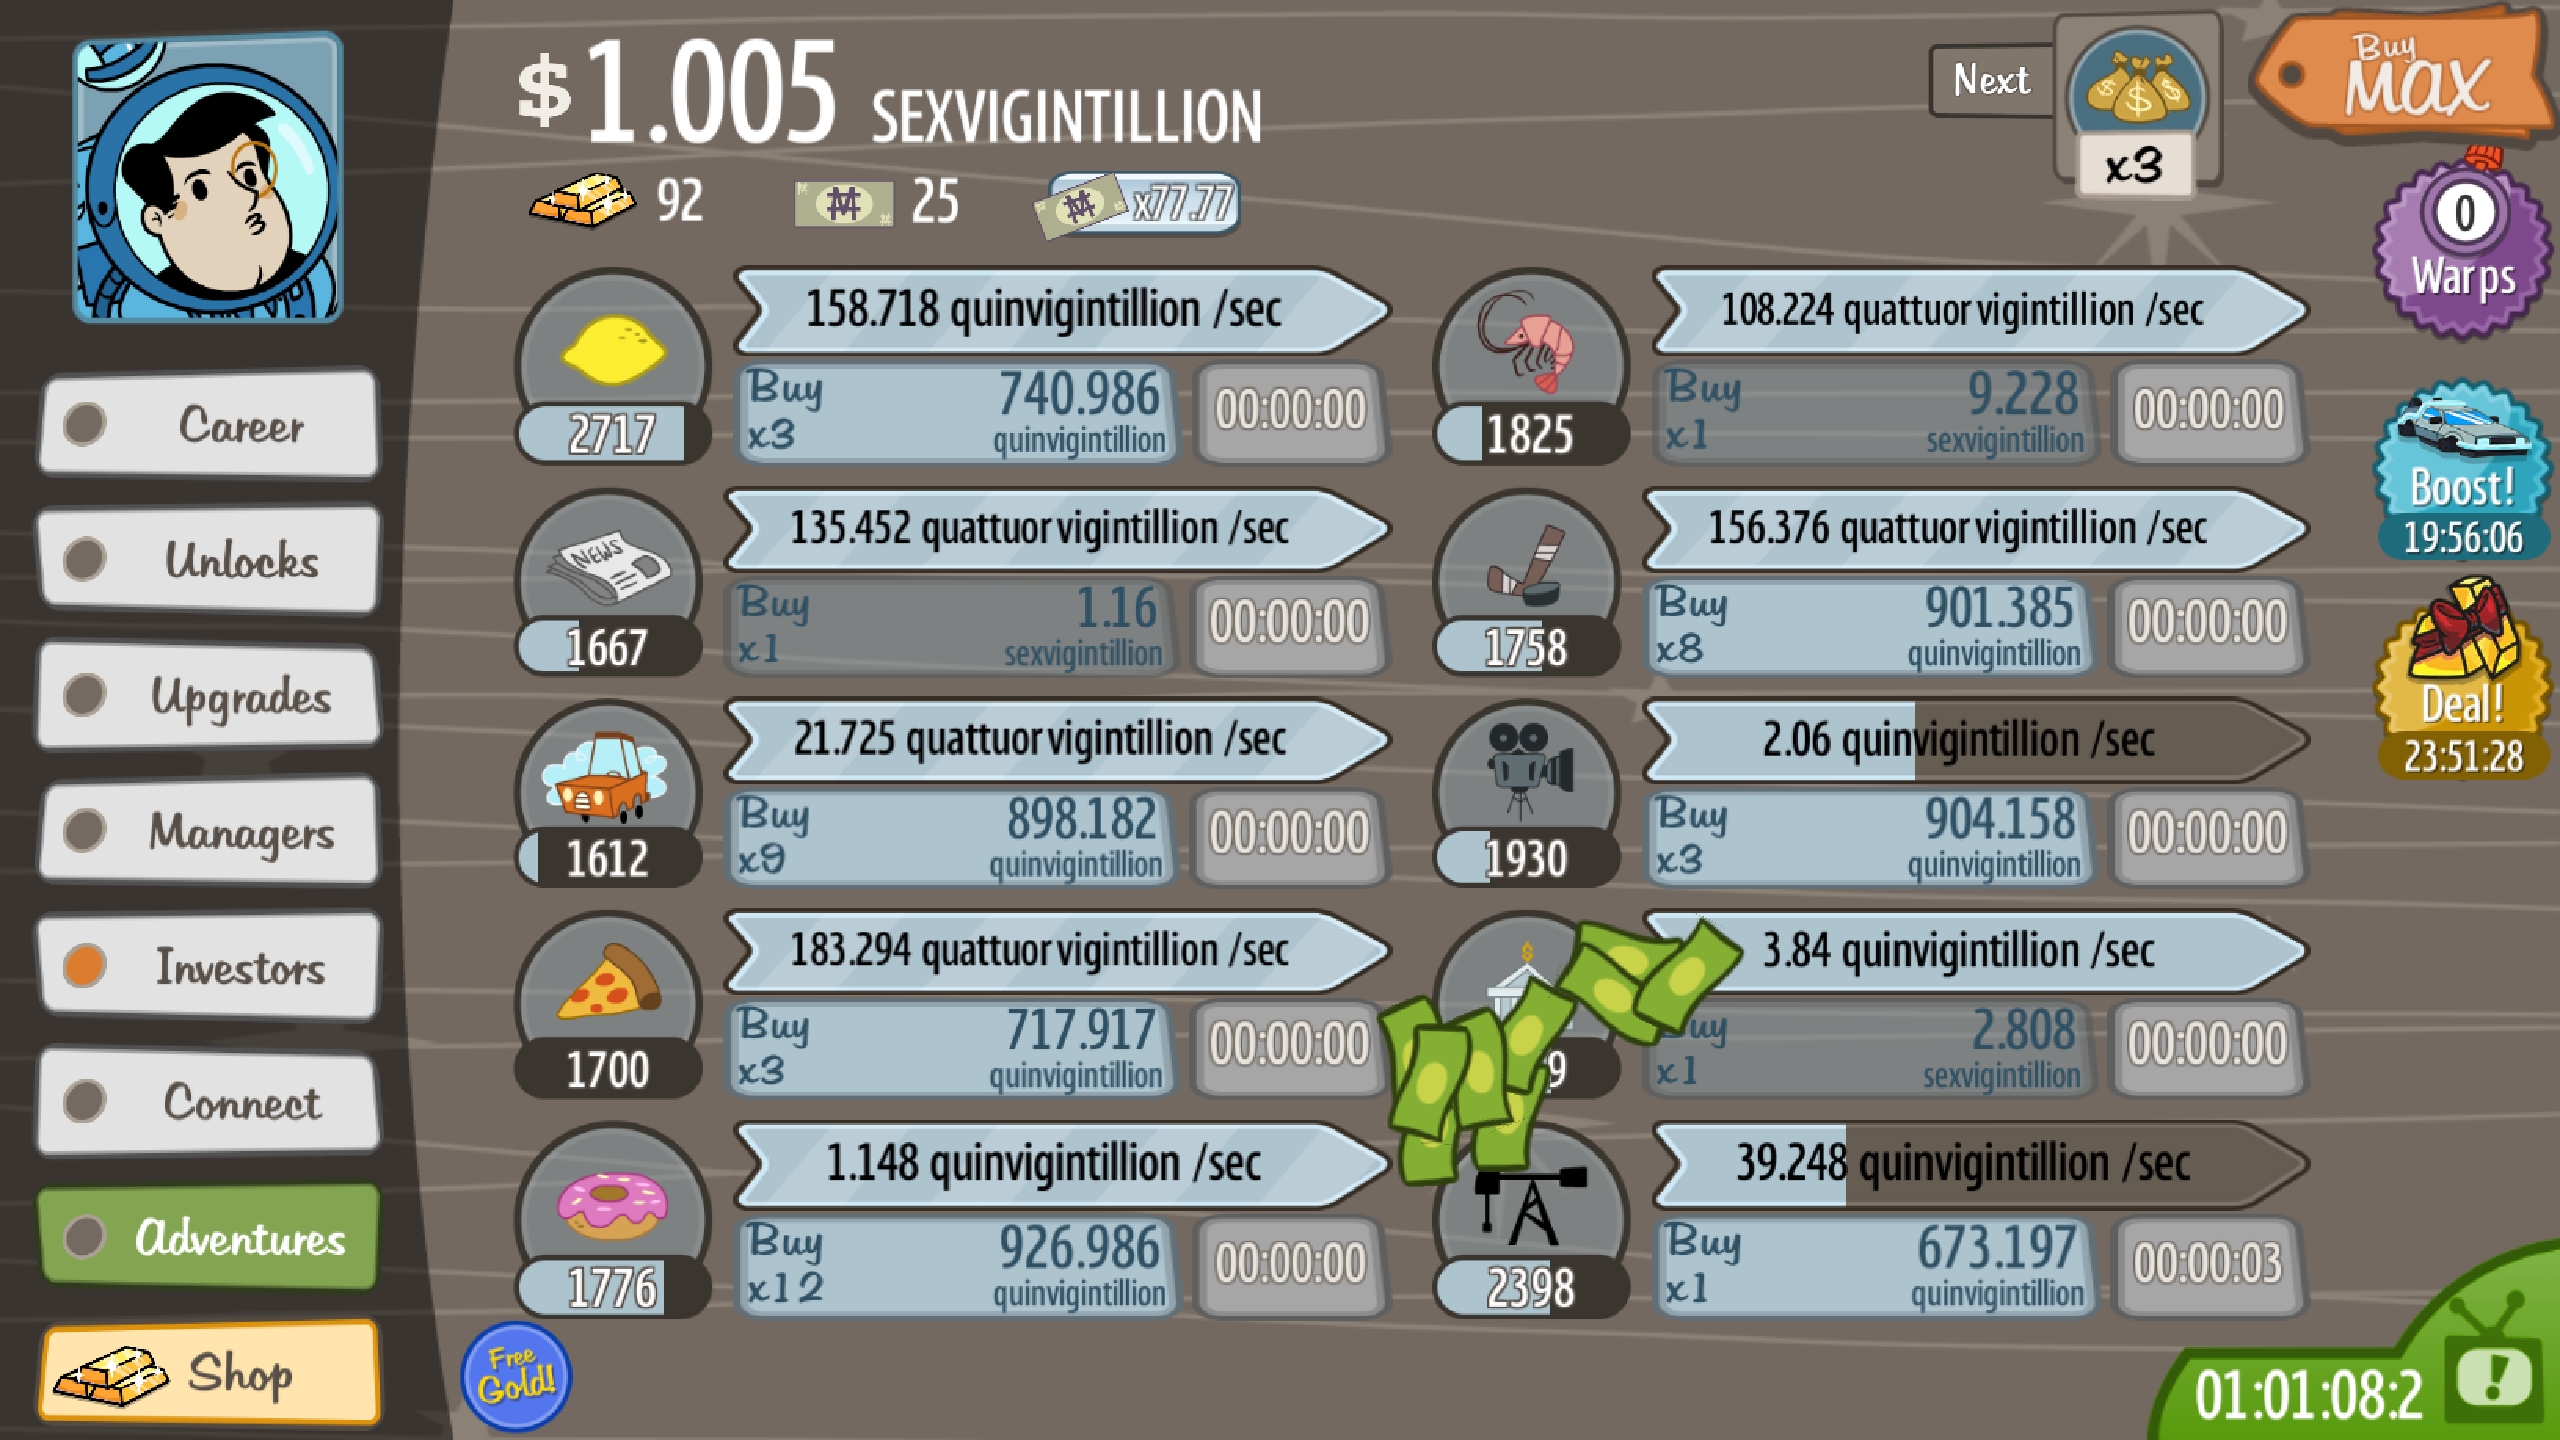 $1.005 SEXVIGINTILLION
Next
x3
Buy
MAX
92
25
x77.77
0
Warps
Boost!
19:56:06
Deal!
23:51:28
Career
Unlocks
Upgrades
Managers
Investors
Connect
Adventures
Shop
158.718 quinvigintillion /sec
2717
Buy
x3
740.986
quinvigintillion
00:00:00
108.224 quattuorvigintillion /sec
1825
Buy
x1
9.228
sexvigintillion
00:00:00
NEWS
135.452 quattuorvigintillion /sec
1667
Buy
x1
1.16
sexvigintillion
00:00:00
156.376 quattuorvigintillion /sec
1758
Buy
x8
901.385
quinvigintillion
00:00:00
21.725 quattuorvigintillion /sec
1612
Buy
x9
898.182
quinvigintillion
00:00:00
2.06 quinvigintillion /sec
1930
Buy
x3
904.158
quinvigintillion
00:00:00
183.294 quattuorvigintillion /sec
1700
Buy
x3
717.917
quinvigintillion
00:00:00
3.84 quinvigintillion /sec
x1
2.808
sexvigintillion
00:00:00
1.148 quinvigintillion /sec
1776
Buy
x12
926.986
quinvigintillion
00:00:00
39.248 quinvigintillion /sec
2398
Buy
x1
673.197
quinvigintillion
00:00:03
Free
Gold!
01:01:08:2